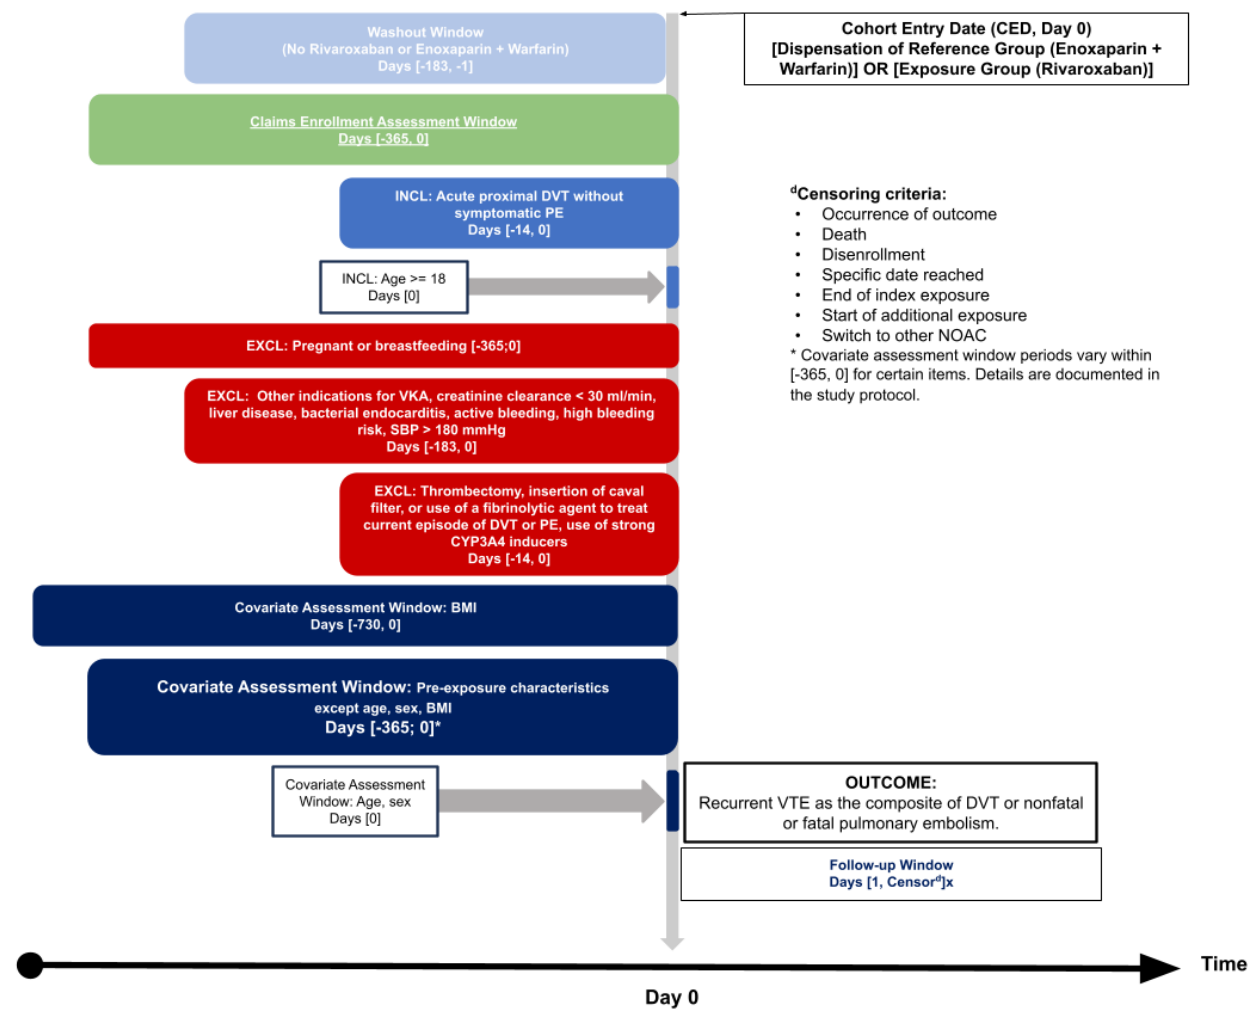 Washout Window
(No Rivaroxaban or Enoxaparin + Warfarin)
Days [-183, -1]
Cohort Entry Date (CED, Day 0)
[Dispensation of Reference Group (Enoxaparin +
Warfarin)] OR [Exposure Group (Rivaroxaban)]
Claims Enrollment Assessment Window
Days [-365, 0]
INCL: Acute proximal DVT without
symptomatic PE
Days [-14, 0]
INCL: Age >= 18
Days [0]
dCensoring criteria:
• Occurrence of outcome
• Death
• Disenrollment
• Specific date reached
• End of index exposure
• Start of additional exposure
• Switch to other NOAC
* Covariate assessment window periods vary within
[-365, 0] for certain items. Details are documented in
the study protocol.
EXCL: Pregnant or breastfeeding [-365;0]
EXCL: Other indications for VKA, creatinine clearance < 30 ml/min,
liver disease, bacterial endocarditis, active bleeding, high bleeding
risk, SBP > 180 mmHg
Days [-183, 0]
EXCL: Thrombectomy, insertion of caval
filter, or use of a fibrinolytic agent to treat
current episode of DVT or PE, use of strong
CYP3A4 inducers
Days [-14, 0]
Covariate Assessment Window: BMI
Days [-730, 0]
Covariate Assessment Window: Pre-exposure characteristics
except age, sex, BMI
Days [-365; 0]*
Covariate Assessment
Window: Age, sex
Days [0]
OUTCOME:
Recurrent VTE as the composite of DVT or nonfatal
or fatal pulmonary embolism.
Follow-up Window
Days [1, Censord]x
Time
Day 0